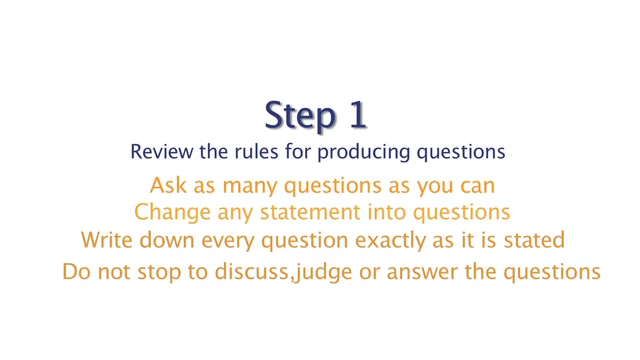 Step 1
Review the rules for producing questions
Ask as many questions as you can
Change any statement into questions
Write down every question exactly as it is stated
Do not stop to discuss,judge or answer the questions